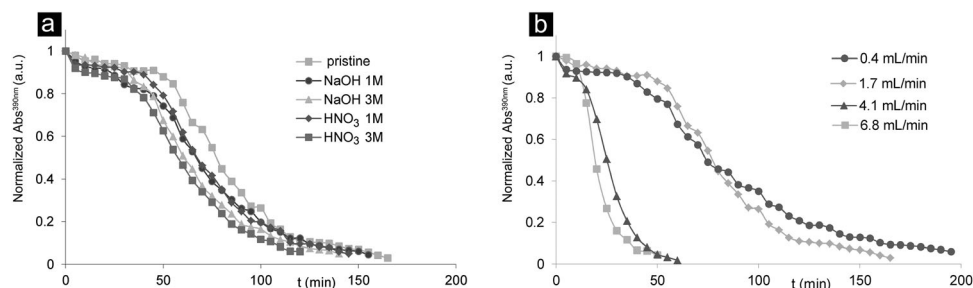 a
Normalized Abs³⁹⁰ⁿᵐ (a.u.)
1
0.8
0.6
0.4
0.2
0
0
50
100
150
200
t (min)
pristine
NaOH 1M
NaOH 3M
HNO₃ 1M
HNO₃ 3M
b
Normalized Abs³⁹⁰ⁿᵐ (a.u.)
1
0.8
0.6
0.4
0.2
0
0
50
100
150
200
t (min)
0.4 mL/min
1.7 mL/min
4.1 mL/min
6.8 mL/min